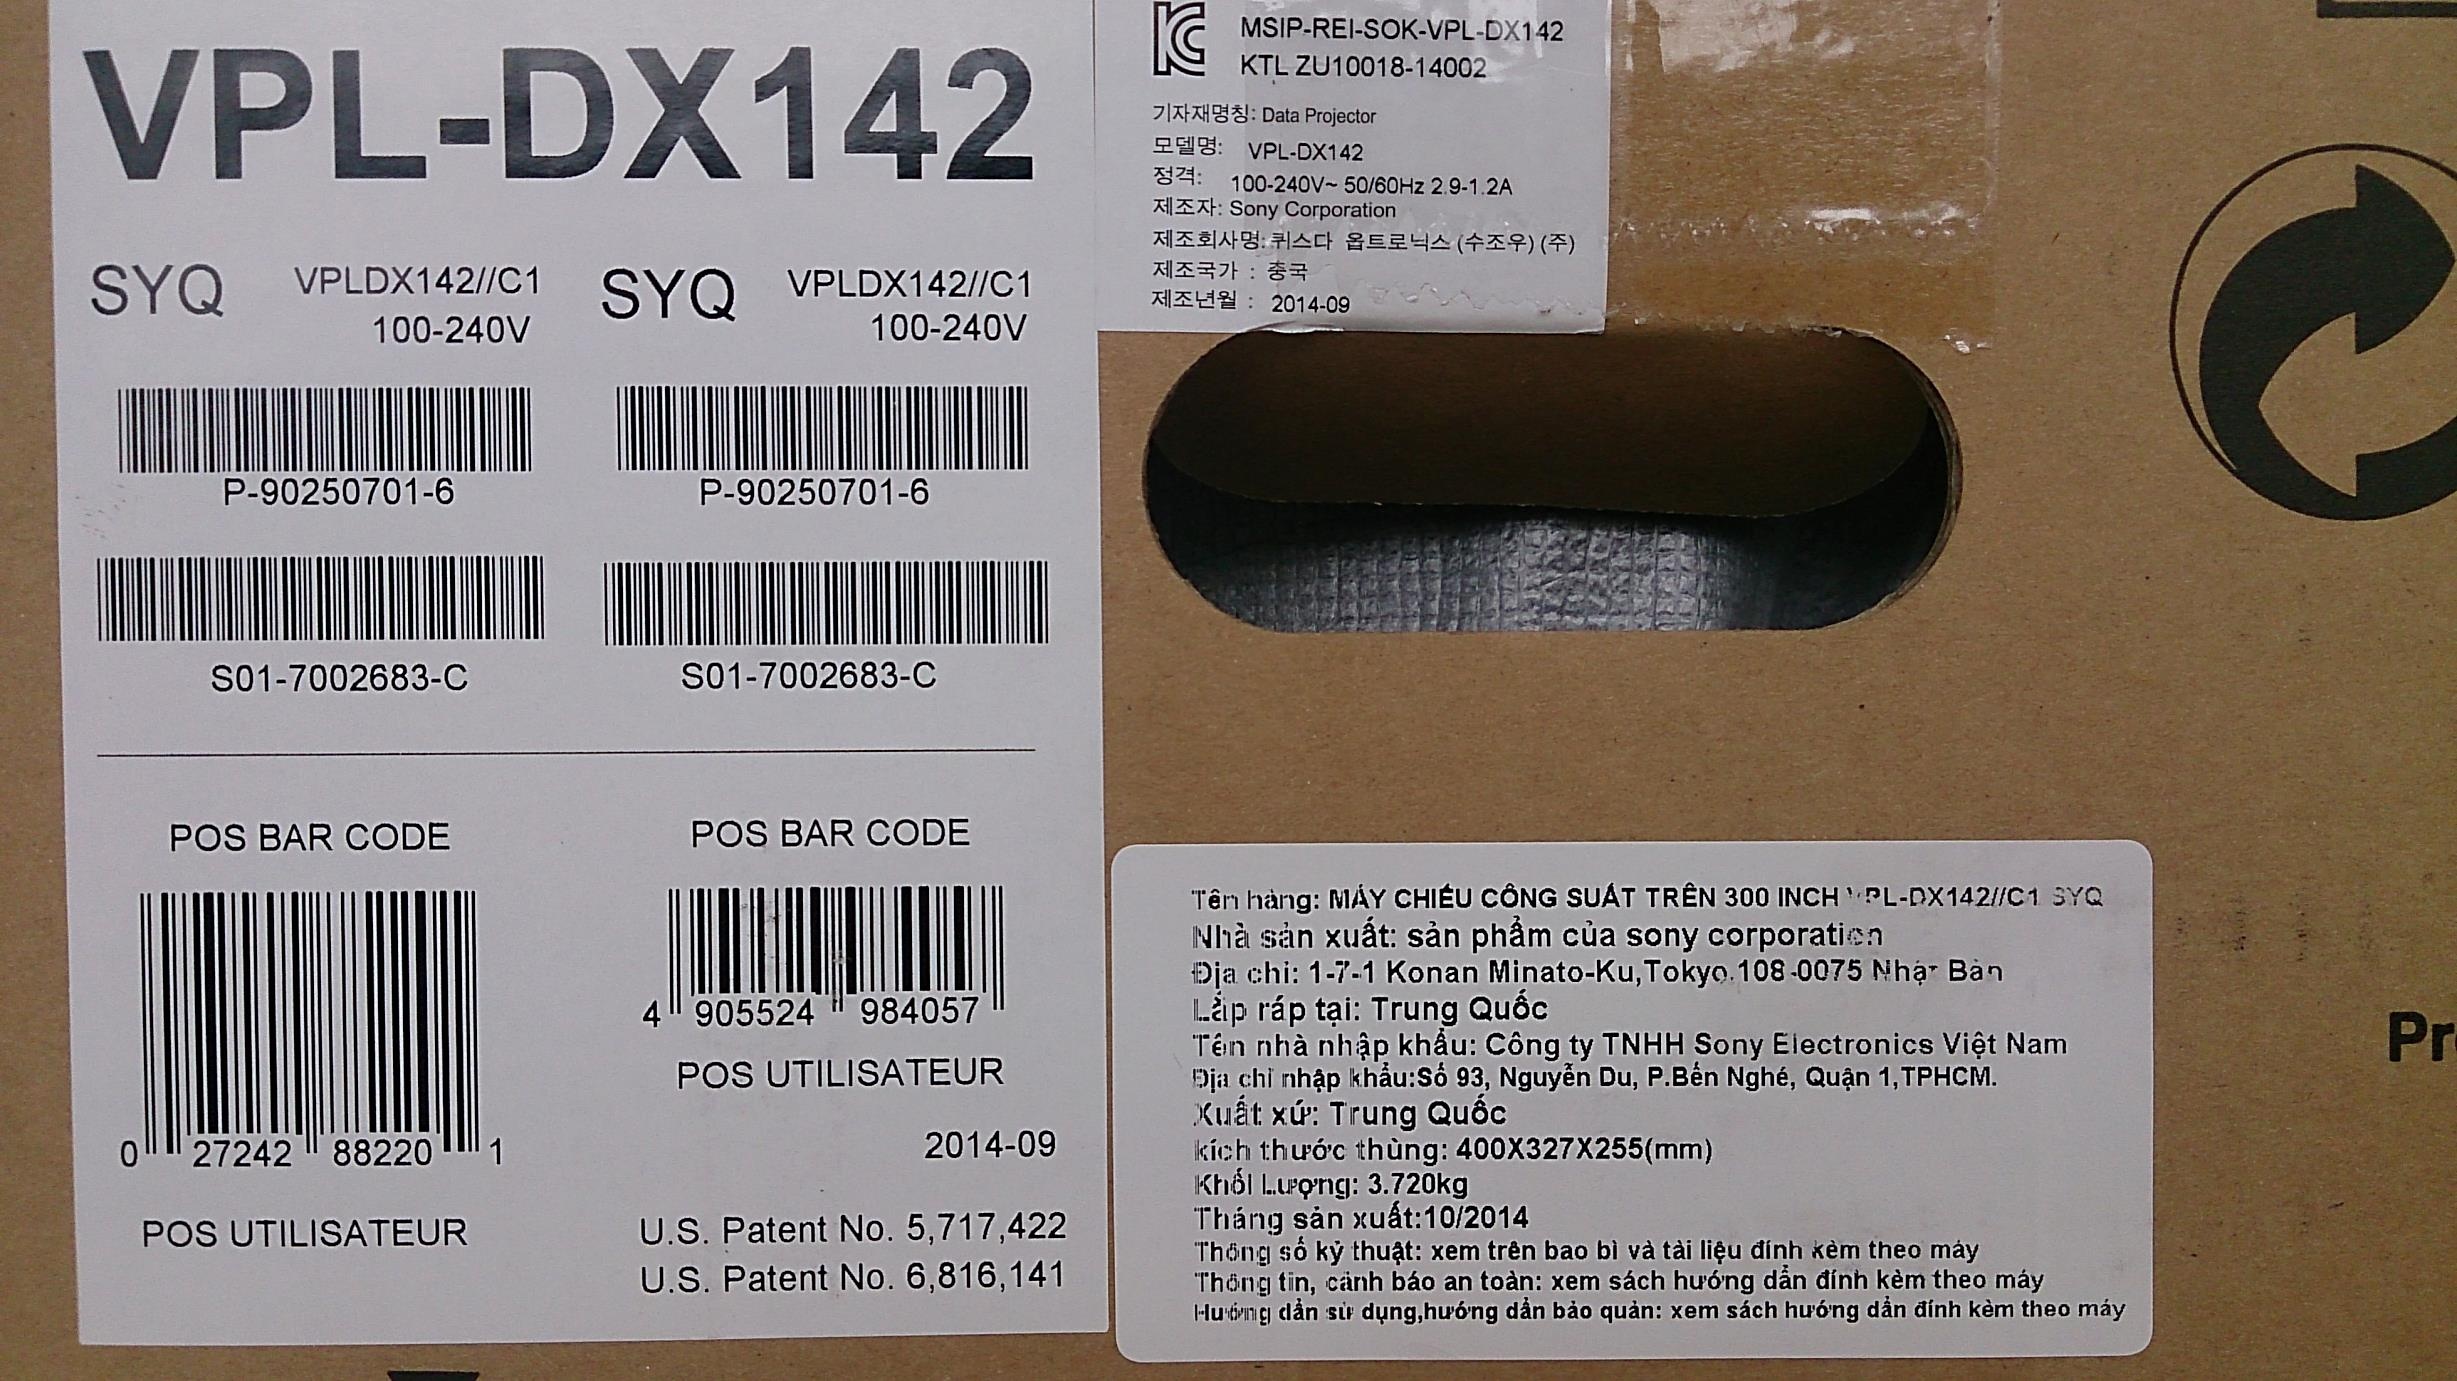 VPL-DX142
SYQ VPLDX142//C1
100-240V
SYQ VPLDX142//C1
100-240V
P-90250701-6
P-90250701-6
S01-7002683-C
S01-7002683-C
POS BAR CODE
0 27242 88220 1
POS UTILISATEUR
POS BAR CODE
4 905524 984057
POS UTILISATEUR
2014-09
U.S. Patent No. 5,717,422
U.S. Patent No. 6,816,141
MSIP-REI-SOK-VPL-DX142
KTL ZU10018-14002
기자재명칭: Data Projector
모델명: VPL-DX142
정격: 100-240V~ 50/60Hz 2.9-1.2A
제조자: Sony Corporation
제조회사명: 퀴스다 옵트로닉스 (수조우) (주)
제조국가 : 중국
제조년월 : 2014-09
Tên hàng: MÁY CHIẾU CÔNG SUẤT TRÊN 300 INCH VPL-DX142//C1 SYQ
Nhà sản xuất: sản phẩm của sony corporation
Địa chỉ: 1-7-1 Konan Minato-Ku,Tokyo.108-0075 Nhật Bản
Lắp ráp tại: Trung Quốc
Tên nhà nhập khẩu: Công ty TNHH Sony Electronics Việt Nam
Địa chỉ nhập khẩu:Số 93, Nguyễn Du, P.Bến Nghé, Quận 1,TPHCM.
Xuất xứ: Trung Quốc
kích thước thùng: 400X327X255(mm)
Khối Lượng: 3.720kg
Tháng sản xuất:10/2014
Thông số kỹ thuật: xem trên bao bì và tài liệu đính kèm theo máy
Thông tin, cảnh báo an toàn: xem sách hướng dẫn đính kèm theo máy
Hướng dẫn sử dụng,hướng dẫn bảo quản: xem sách hướng dẫn đính kèm theo máy